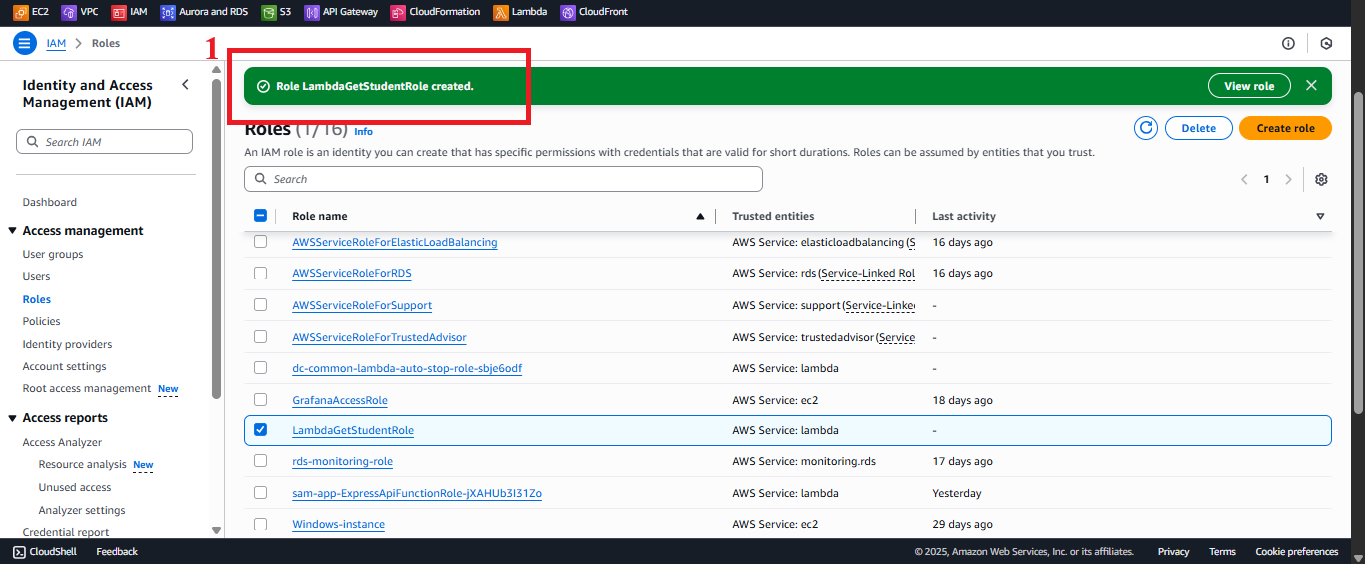 EC2 VPC IAM Aurora and RDS S3 API Gateway CloudFormation Lambda CloudFront
IAM > Roles
1
Identity and Access
Management (IAM)
Search IAM
Dashboard
Access management
User groups
Users
Roles
Policies
Identity providers
Account settings
Root access management New
Access reports
Access Analyzer
Resource analysis New
Unused access
Analyzer settings
Credential report
Role LambdaGetStudentRole created.
View role
Roles (1/16) Info
Delete
Create role
An IAM role is an identity you can create that has specific permissions with credentials that are valid for short durations. Roles can be assumed by entities that you trust.
Search
1
Role name Trusted entities Last activity
AWSServiceRoleForElasticLoadBalancing AWS Service: elasticloadbalancing (S 16 days ago
AWSServiceRoleForRDS AWS Service: rds (Service-Linked Rol 16 days ago
AWSServiceRoleForSupport AWS Service: support (Service-Linke -
AWSServiceRoleForTrustedAdvisor AWS Service: trustedadvisor (Service -
dc-common-lambda-auto-stop-role-sbje6odf AWS Service: lambda -
GrafanaAccessRole AWS Service: ec2 18 days ago
LambdaGetStudentRole AWS Service: lambda -
rds-monitoring-role AWS Service: monitoring.rds 17 days ago
sam-app-ExpressApiFunctionRole-jXAHUb3I31Zo AWS Service: lambda Yesterday
Windows-instance AWS Service: ec2 29 days ago
CloudShell Feedback © 2025, Amazon Web Services, Inc. or its affiliates. Privacy Terms Cookie preferences